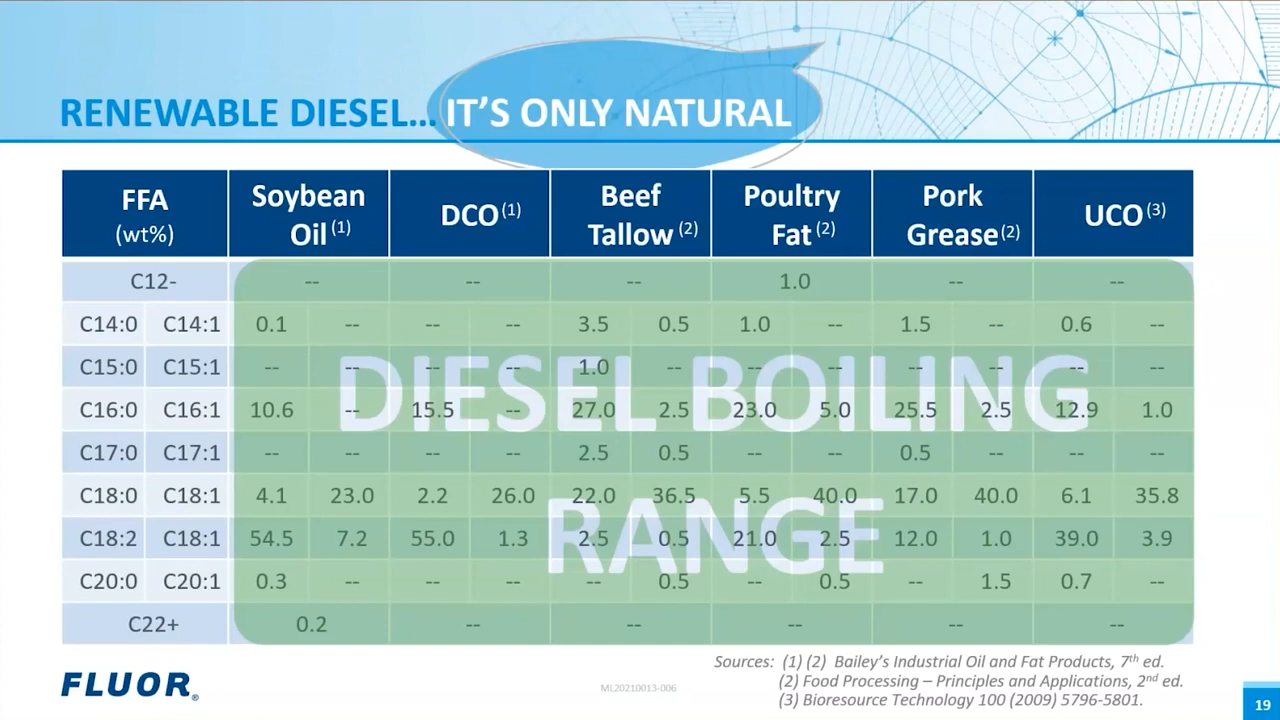 RENEWABLE DIESEL... IT'S ONLY NATURAL
FFA (wt%) Soybean Oil (1) DCO (1) Beef Tallow (2) Poultry Fat (2) Pork Grease (2) UCO (3)
C12- -- -- -- 1.0 -- --
C14:0 C14:1 0.1 -- -- -- 3.5 0.5 1.0 -- 1.5 -- 0.6 --
C15:0 C15:1 -- -- -- -- 1.0 -- -- -- -- -- -- --
C16:0 C16:1 10.6 -- 15.5 -- 27.0 2.5 23.0 5.0 25.5 2.5 12.9 1.0
C17:0 C17:1 -- -- -- -- 2.5 0.5 -- -- 0.5 -- -- --
C18:0 C18:1 4.1 23.0 2.2 26.0 22.0 36.5 5.5 40.0 17.0 40.0 6.1 35.8
C18:2 C18:1 54.5 7.2 55.0 1.3 2.5 0.5 21.0 2.5 12.0 1.0 39.0 3.9
C20:0 C20:1 0.3 -- -- -- -- 0.5 -- 0.5 -- 1.5 0.7 --
C22+ 0.2 -- -- -- -- --
DIESEL BOILING
RANGE
Sources: (1) (2) Bailey's Industrial Oil and Fat Products, 7th ed.
(2) Food Processing – Principles and Applications, 2nd ed.
(3) Bioresource Technology 100 (2009) 5796-5801.
FLUOR®
ML20210013-006
19